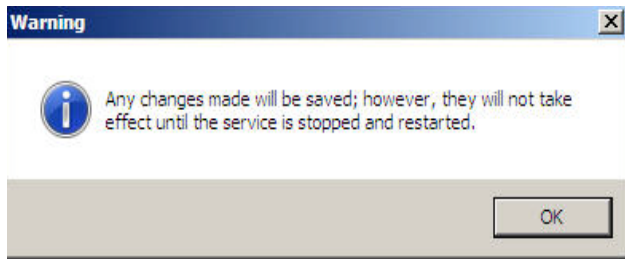 Warning
Any changes made will be saved; however, they will not take
effect until the service is stopped and restarted.
OK